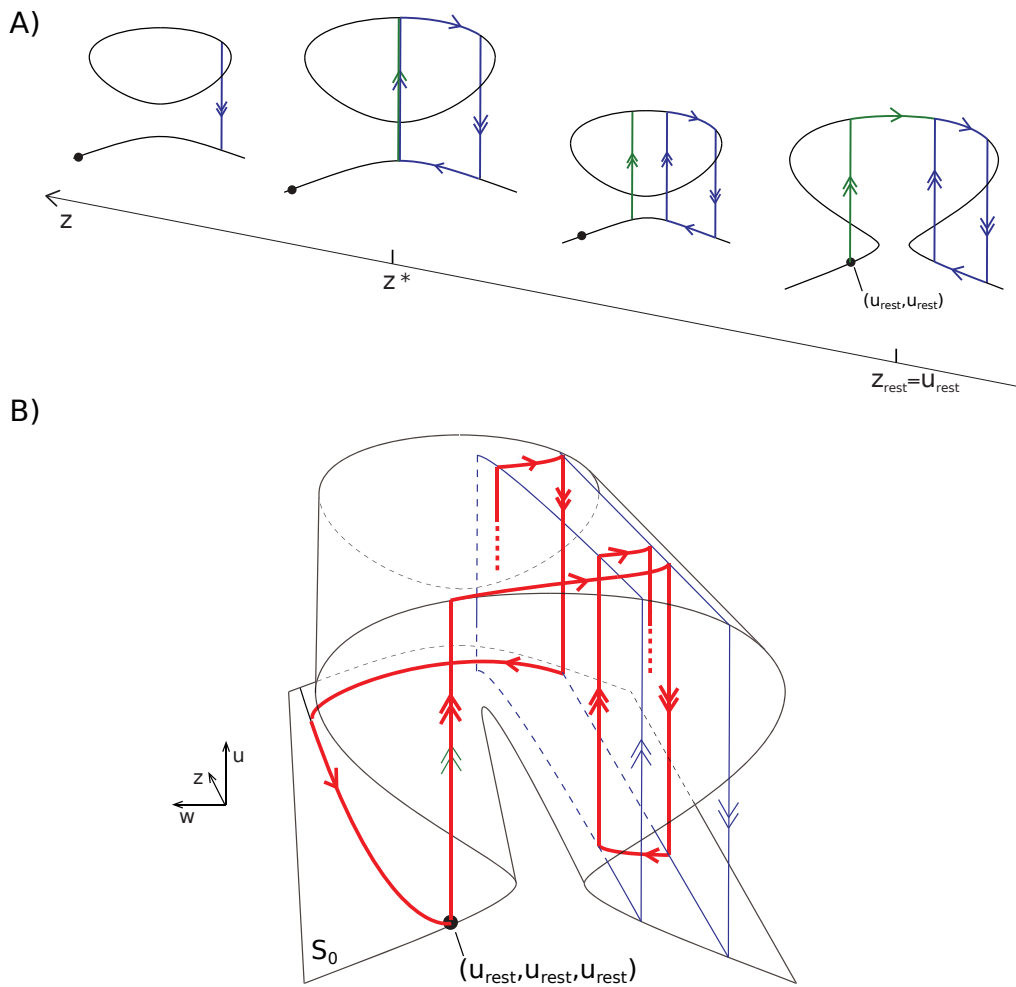 A)
z
z*
(u_rest,u_rest)
z_rest=u_rest
B)
u
z
w
S_0
(u_rest,u_rest,u_rest)